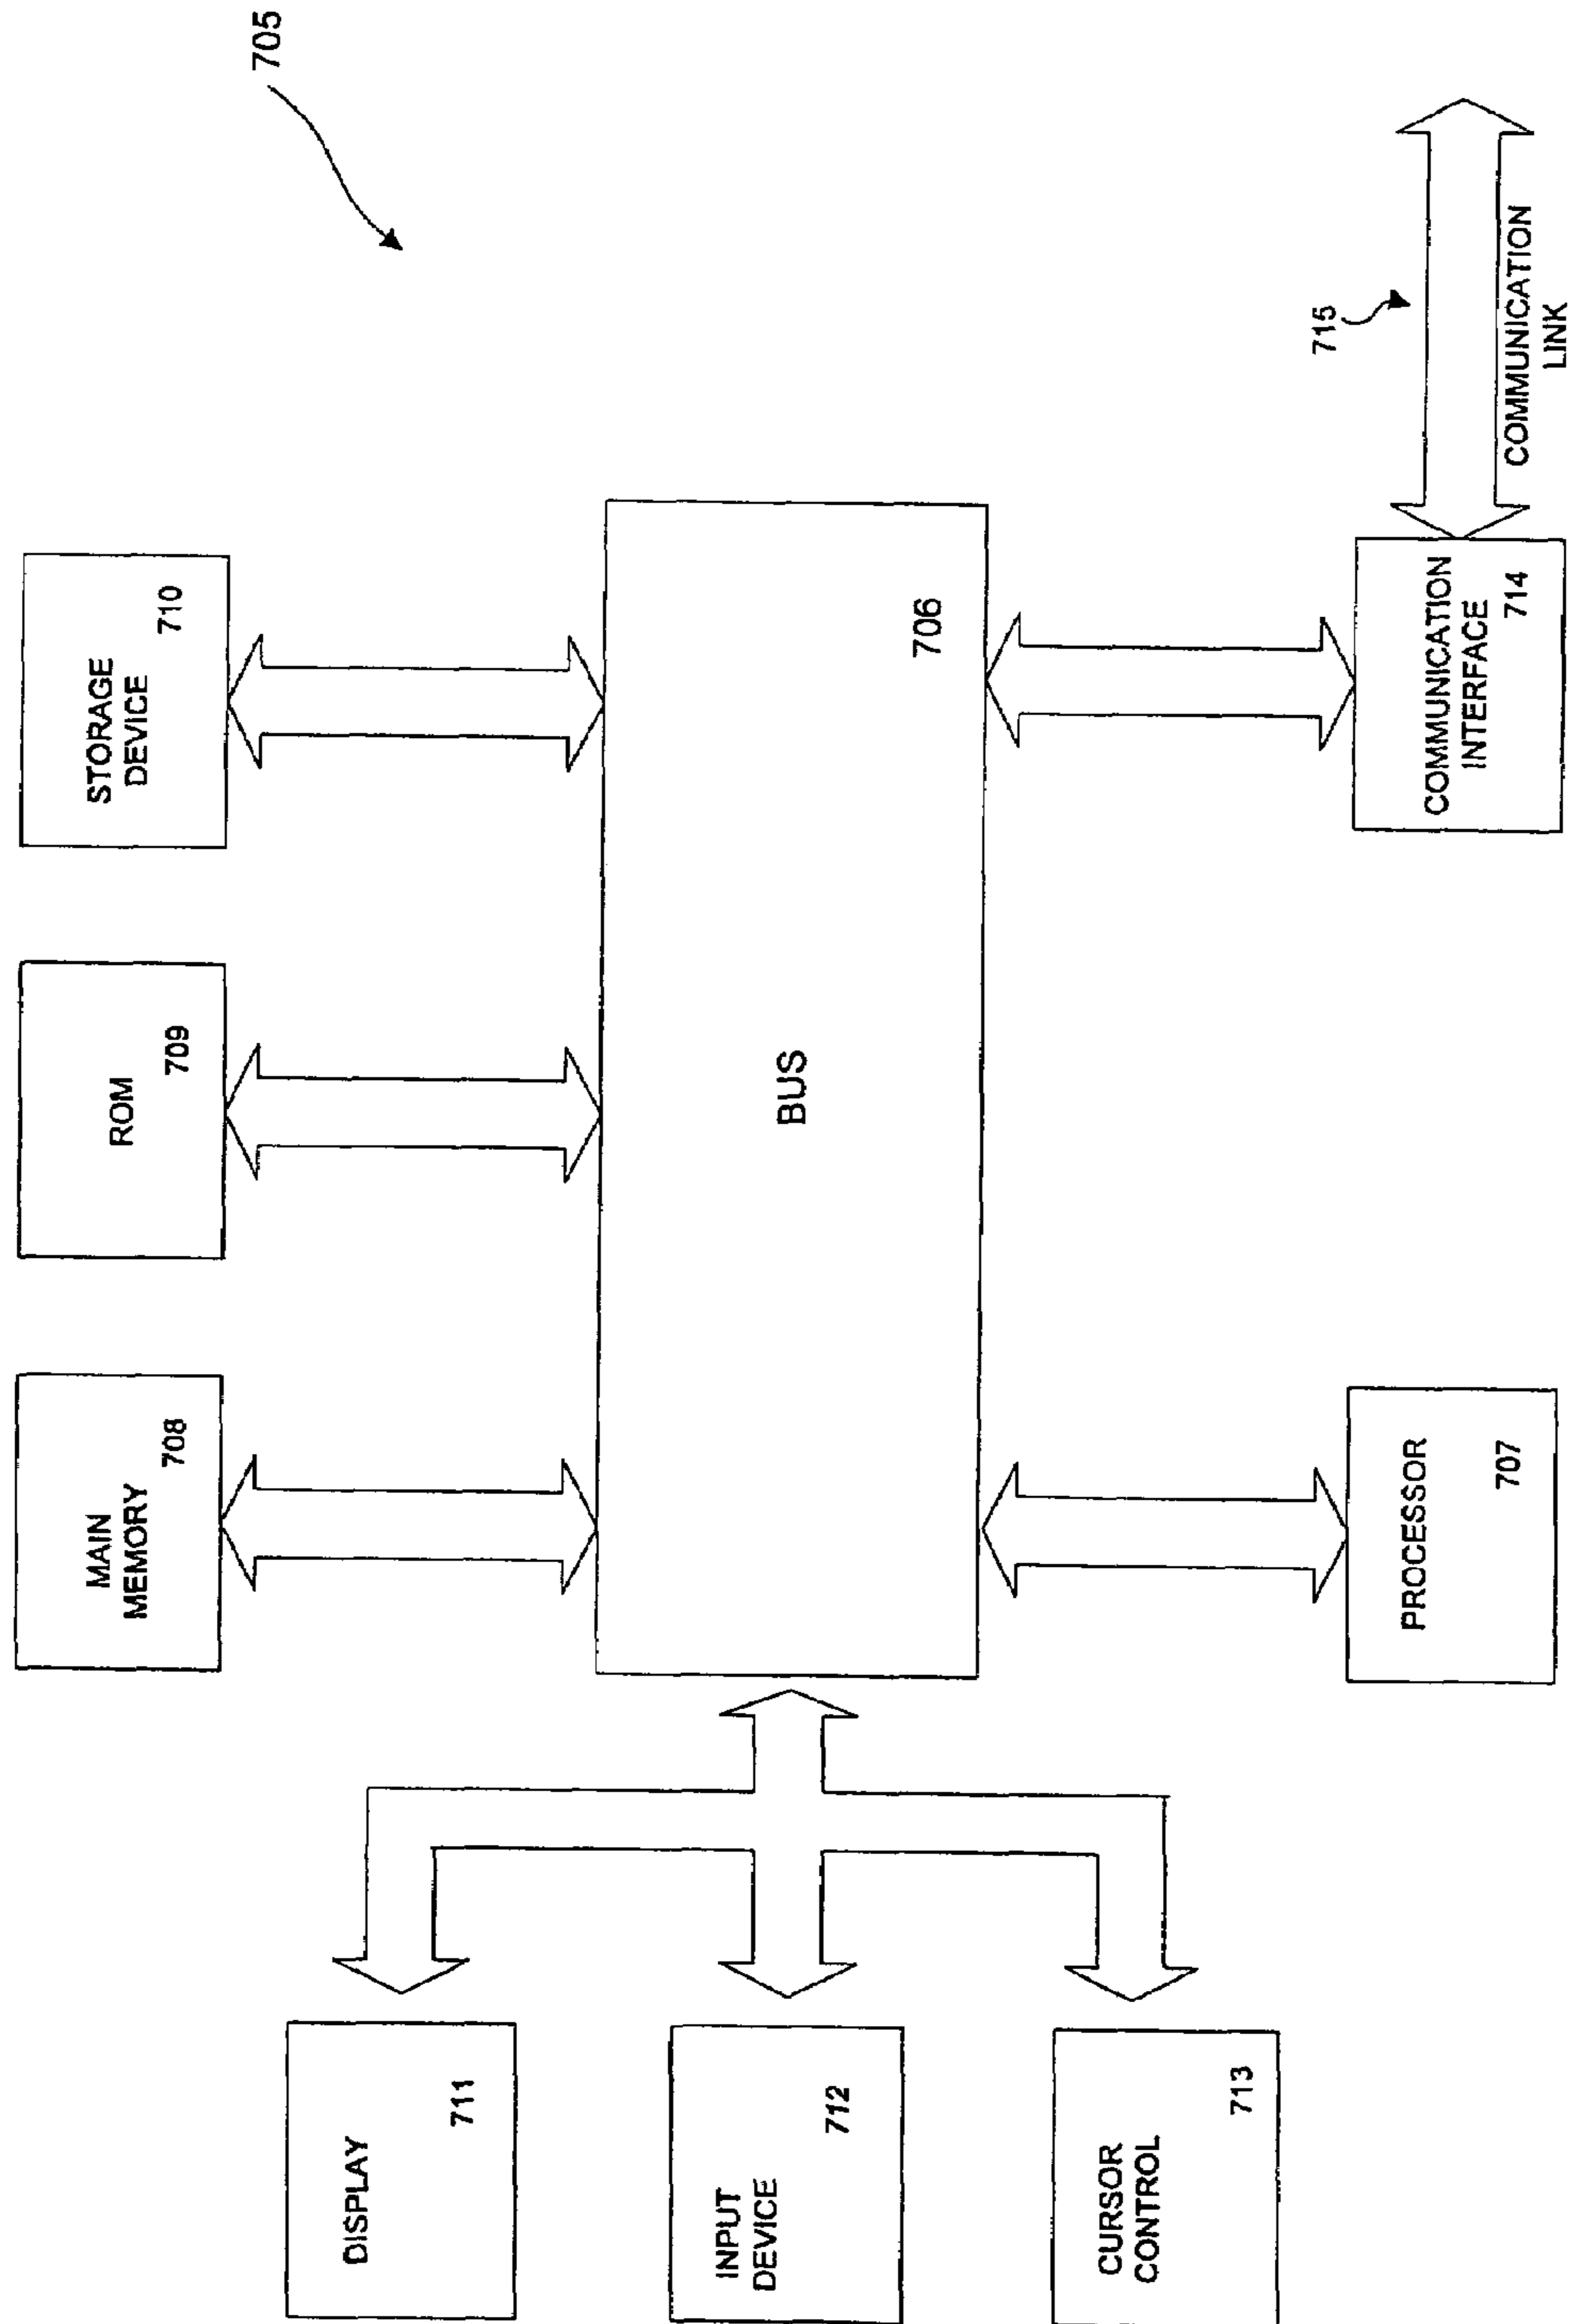 705
MAIN
MEMORY
708
ROM
709
STORAGE
DEVICE
710
DISPLAY
711
INPUT
DEVICE
712
CURSOR
CONTROL
713
BUS
706
PROCESSOR
707
COMMUNICATION
INTERFACE
714
715
COMMUNICATION
LINK